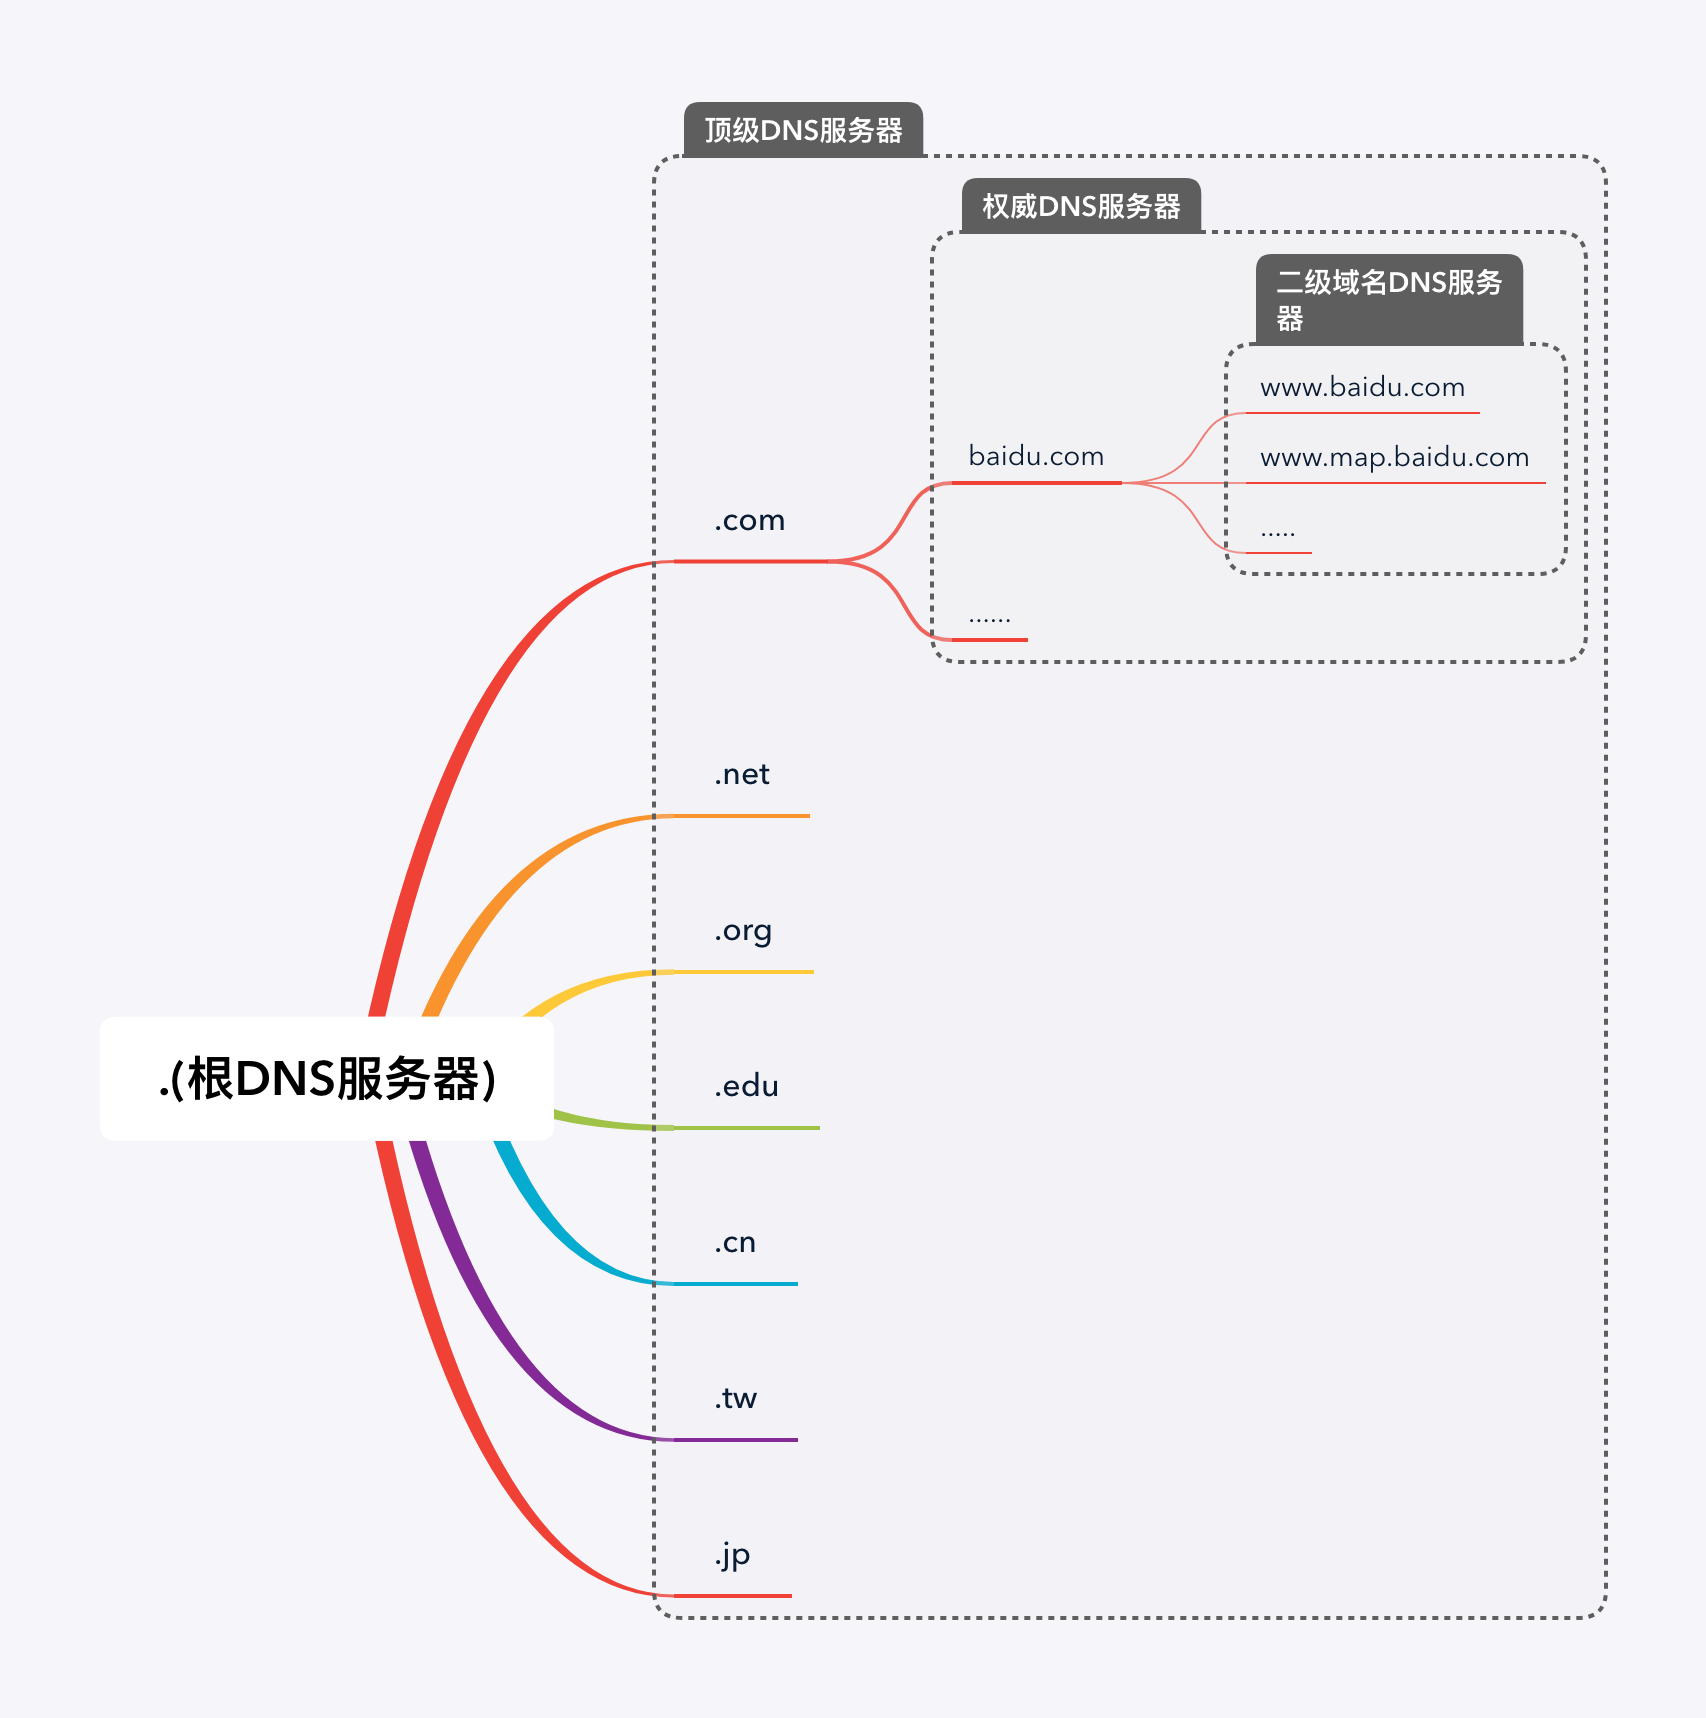 顶级DNS服务器
权威DNS服务器
二级域名DNS服务
器
www.baidu.com
baidu.com
www.map.baidu.com
.com
.....
......
.net
.org
.(根DNS服务器)
.edu
.cn
.tw
.jp